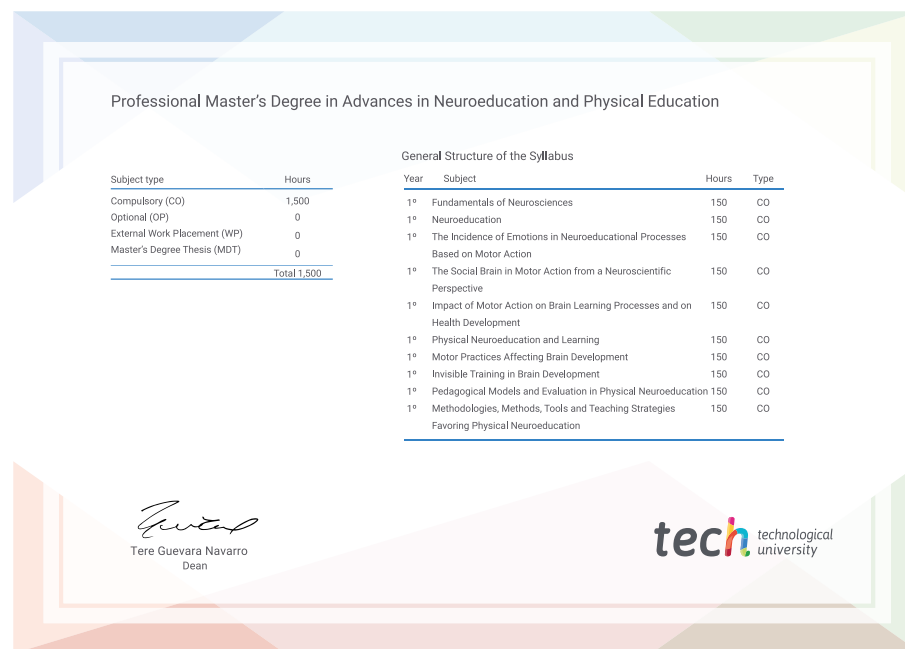 Professional Master's Degree in Advances in Neuroeducation and Physical Education
General Structure of the Syllabus
Subject type Hours
Compulsory (CO) 1,500
Optional (OP) 0
External Work Placement (WP) 0
Master's Degree Thesis (MDT) 0
Total 1,500
Year Subject Hours Type
1º Fundamentals of Neurosciences 150 CO
1º Neuroeducation 150 CO
1º The Incidence of Emotions in Neuroeducational Processes 150 CO
Based on Motor Action
1º The Social Brain in Motor Action from a Neuroscientific 150 CO
Perspective
1º Impact of Motor Action on Brain Learning Processes and on 150 CO
Health Development
1º Physical Neuroeducation and Learning 150 CO
1º Motor Practices Affecting Brain Development 150 CO
1º Invisible Training in Brain Development 150 CO
1º Pedagogical Models and Evaluation in Physical Neuroeducation 150 CO
1º Methodologies, Methods, Tools and Teaching Strategies 150 CO
Favoring Physical Neuroeducation
Tere Guevara Navarro
Dean
tech technological
university